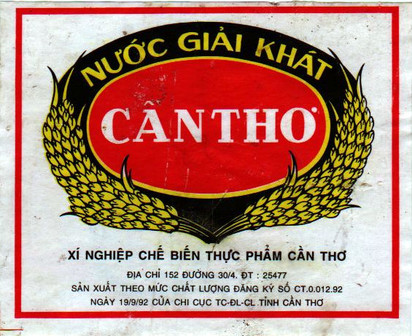 NƯỚC GIẢI KHÁT
CẦN THƠ
XÍ NGHIỆP CHẾ BIẾN THỰC PHẨM CẦN THƠ
ĐỊA CHỈ 152 ĐƯỜNG 30/4. ĐT : 25477
SẢN XUẤT THEO MỨC CHẤT LƯỢNG ĐĂNG KÝ SỐ CT.0.012.92
NGÀY 19/9/92 CỦA CHI CỤC TC-ĐL-CL TỈNH CẦN THƠ